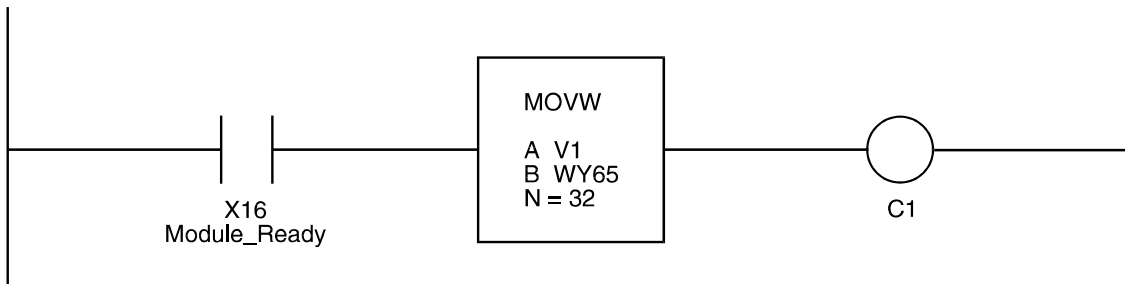 X16
Module_Ready
MOVW
A V1
B WY65
N = 32
C1